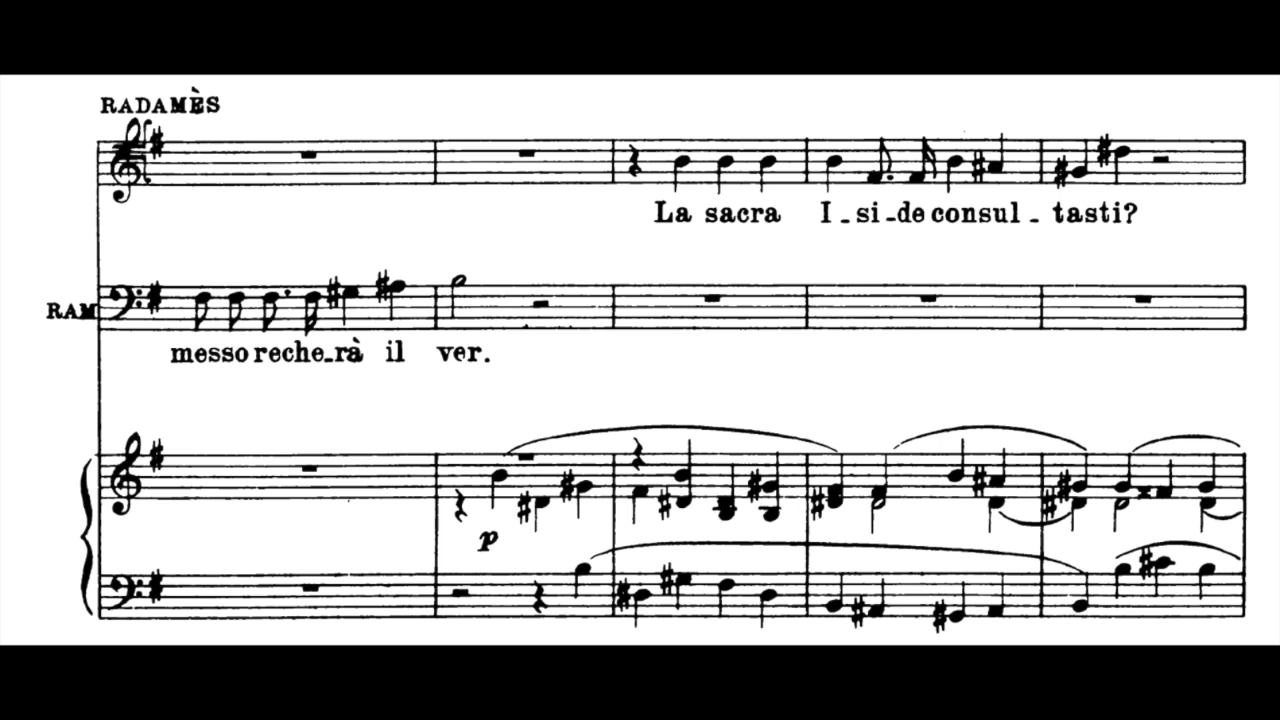 RADAMÈS
La sacra I-si-de consul-tasti?
RAM
messo reche-rà il ver.
p